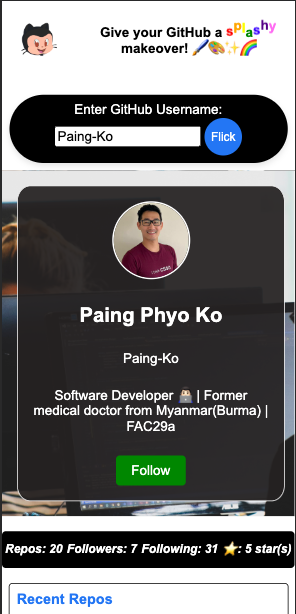 Give your GitHub a splashy
makeover! 🖌️🎨✨🌈
Enter GitHub Username:
Paing-Ko
Flick
Paing Phyo Ko
Paing-Ko
Software Developer 👨🏻‍💻 | Former
medical doctor from Myanmar(Burma) |
FAC29a
Follow
Repos: 20 Followers: 7 Following: 31 ⭐: 5 star(s)
Recent Repos